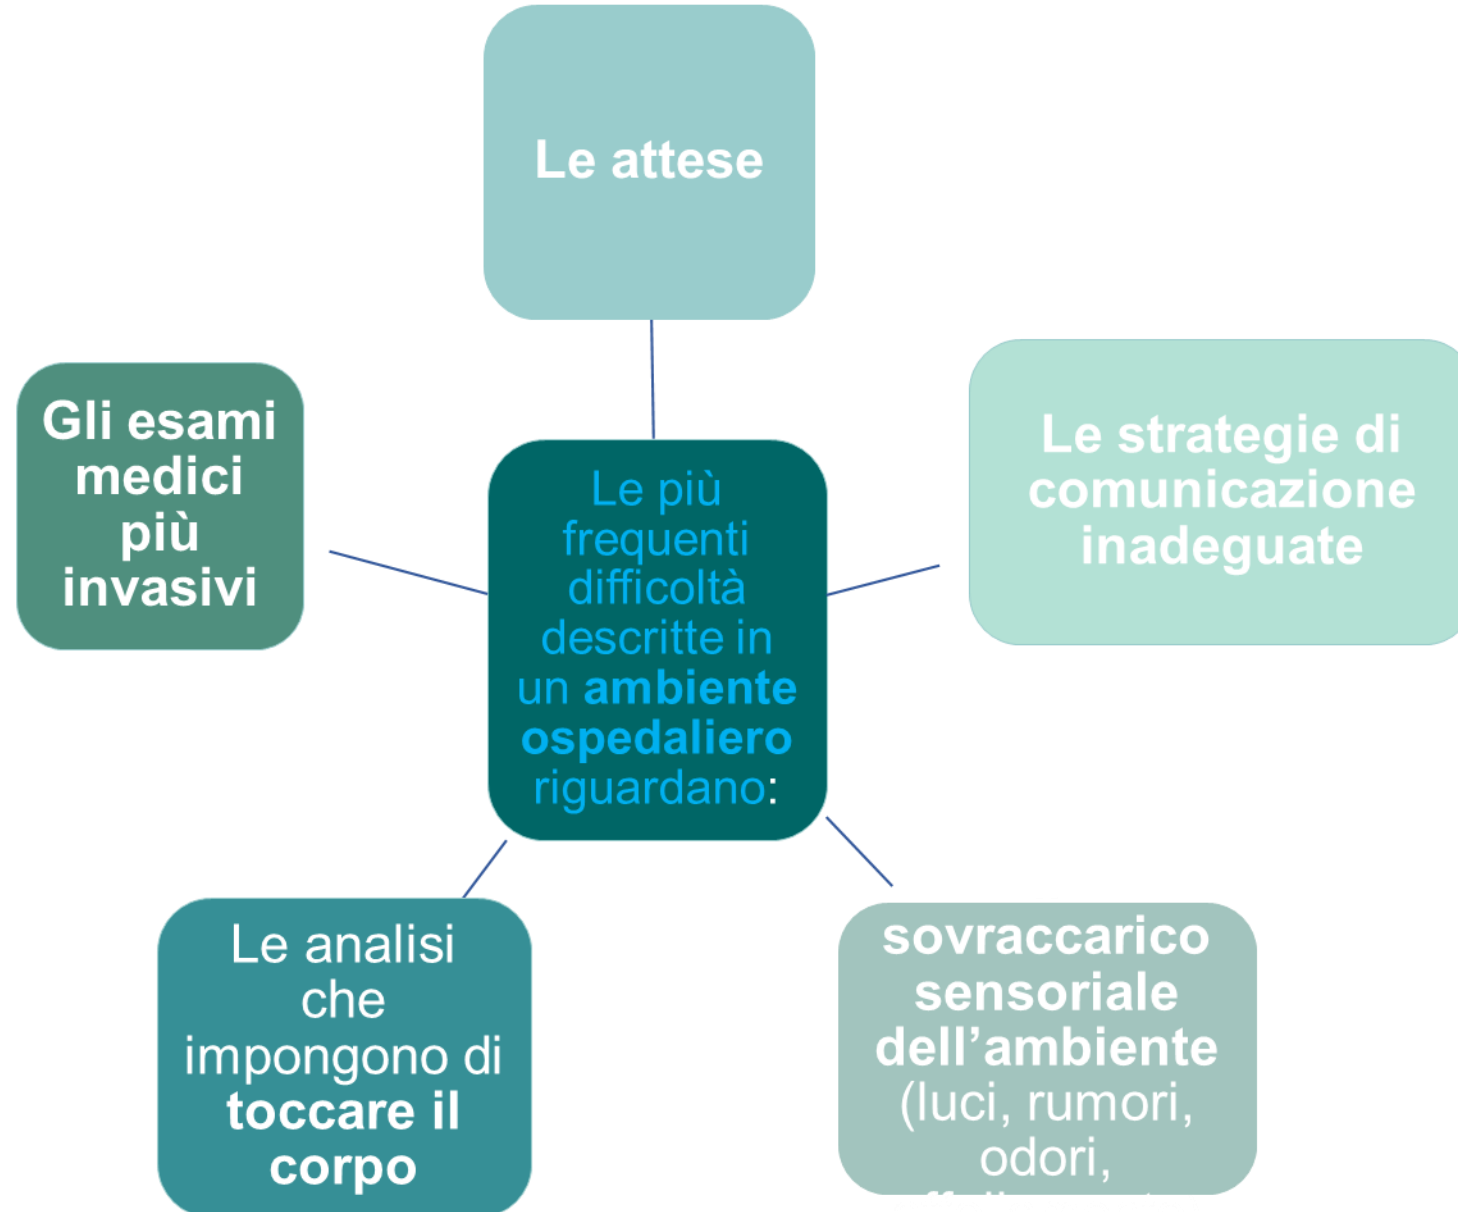 Le attese
Gli esami
medici
più
invasivi
Le strategie di
comunicazione
inadeguate
Le più
frequenti
difficoltà
descritte in
un ambiente
ospedaliero
riguardano:
Le analisi
che
impongono di
toccare il
corpo
sovraccarico
sensoriale
dell’ambiente
(luci, rumori,
odori,